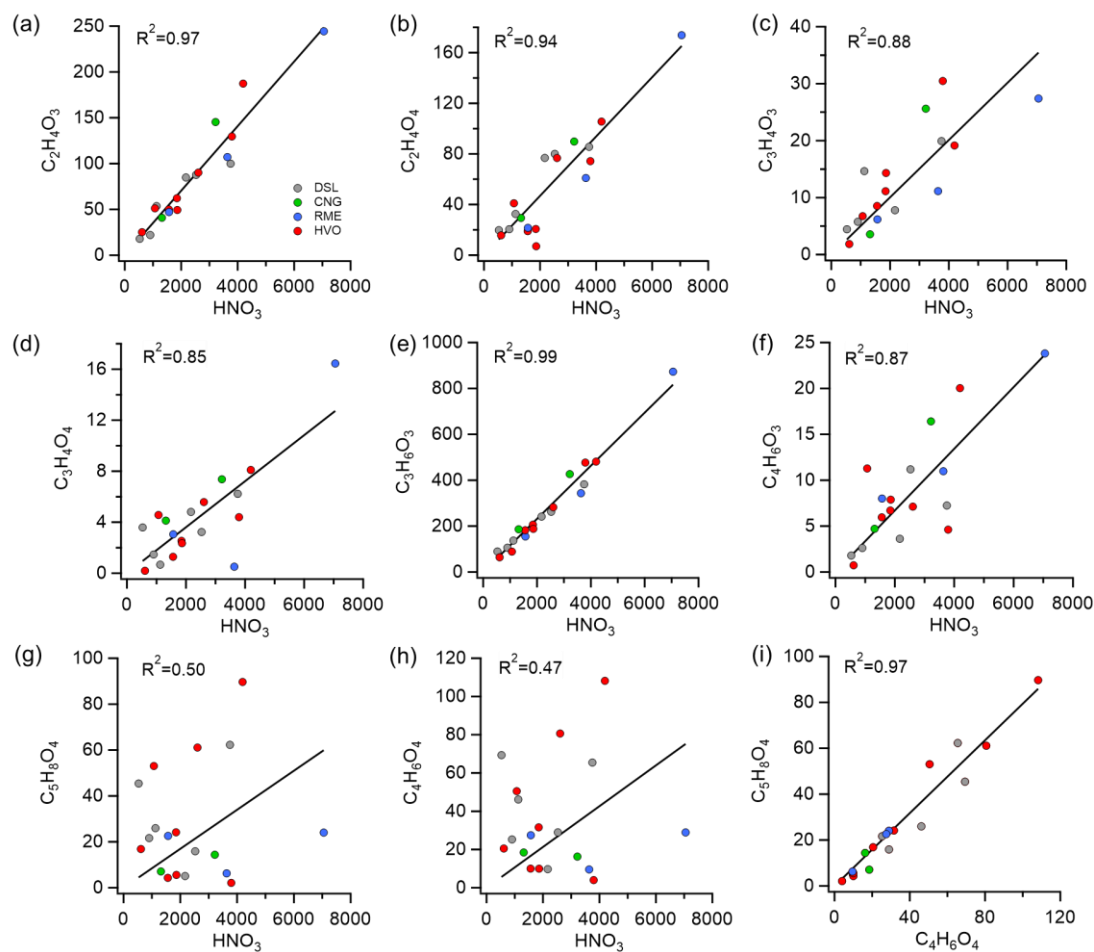 (a)
R²=0.97
250
200
150
100
50
0
C₂H₄O₃
0 2000 4000 6000 8000
HNO₃
DSL
CNG
RME
HVO
(b)
R²=0.94
160
120
80
40
0
C₂H₄O₄
0 2000 4000 6000 8000
HNO₃
(c)
R²=0.88
40
30
20
10
0
C₃H₄O₃
0 2000 4000 6000 8000
HNO₃
(d)
R²=0.85
16
12
8
4
0
C₃H₄O₄
0 2000 4000 6000 8000
HNO₃
(e)
R²=0.99
1000
800
600
400
200
0
C₃H₆O₃
0 2000 4000 6000 8000
HNO₃
(f)
R²=0.87
25
20
15
10
5
0
C₄H₆O₃
0 2000 4000 6000 8000
HNO₃
(g)
R²=0.50
100
80
60
40
20
0
C₅H₈O₄
0 2000 4000 6000 8000
HNO₃
(h)
R²=0.47
120
100
80
60
40
20
0
C₄H₆O₄
0 2000 4000 6000 8000
HNO₃
(i)
R²=0.97
100
80
60
40
20
0
C₅H₈O₄
0 40 80 120
C₄H₆O₄